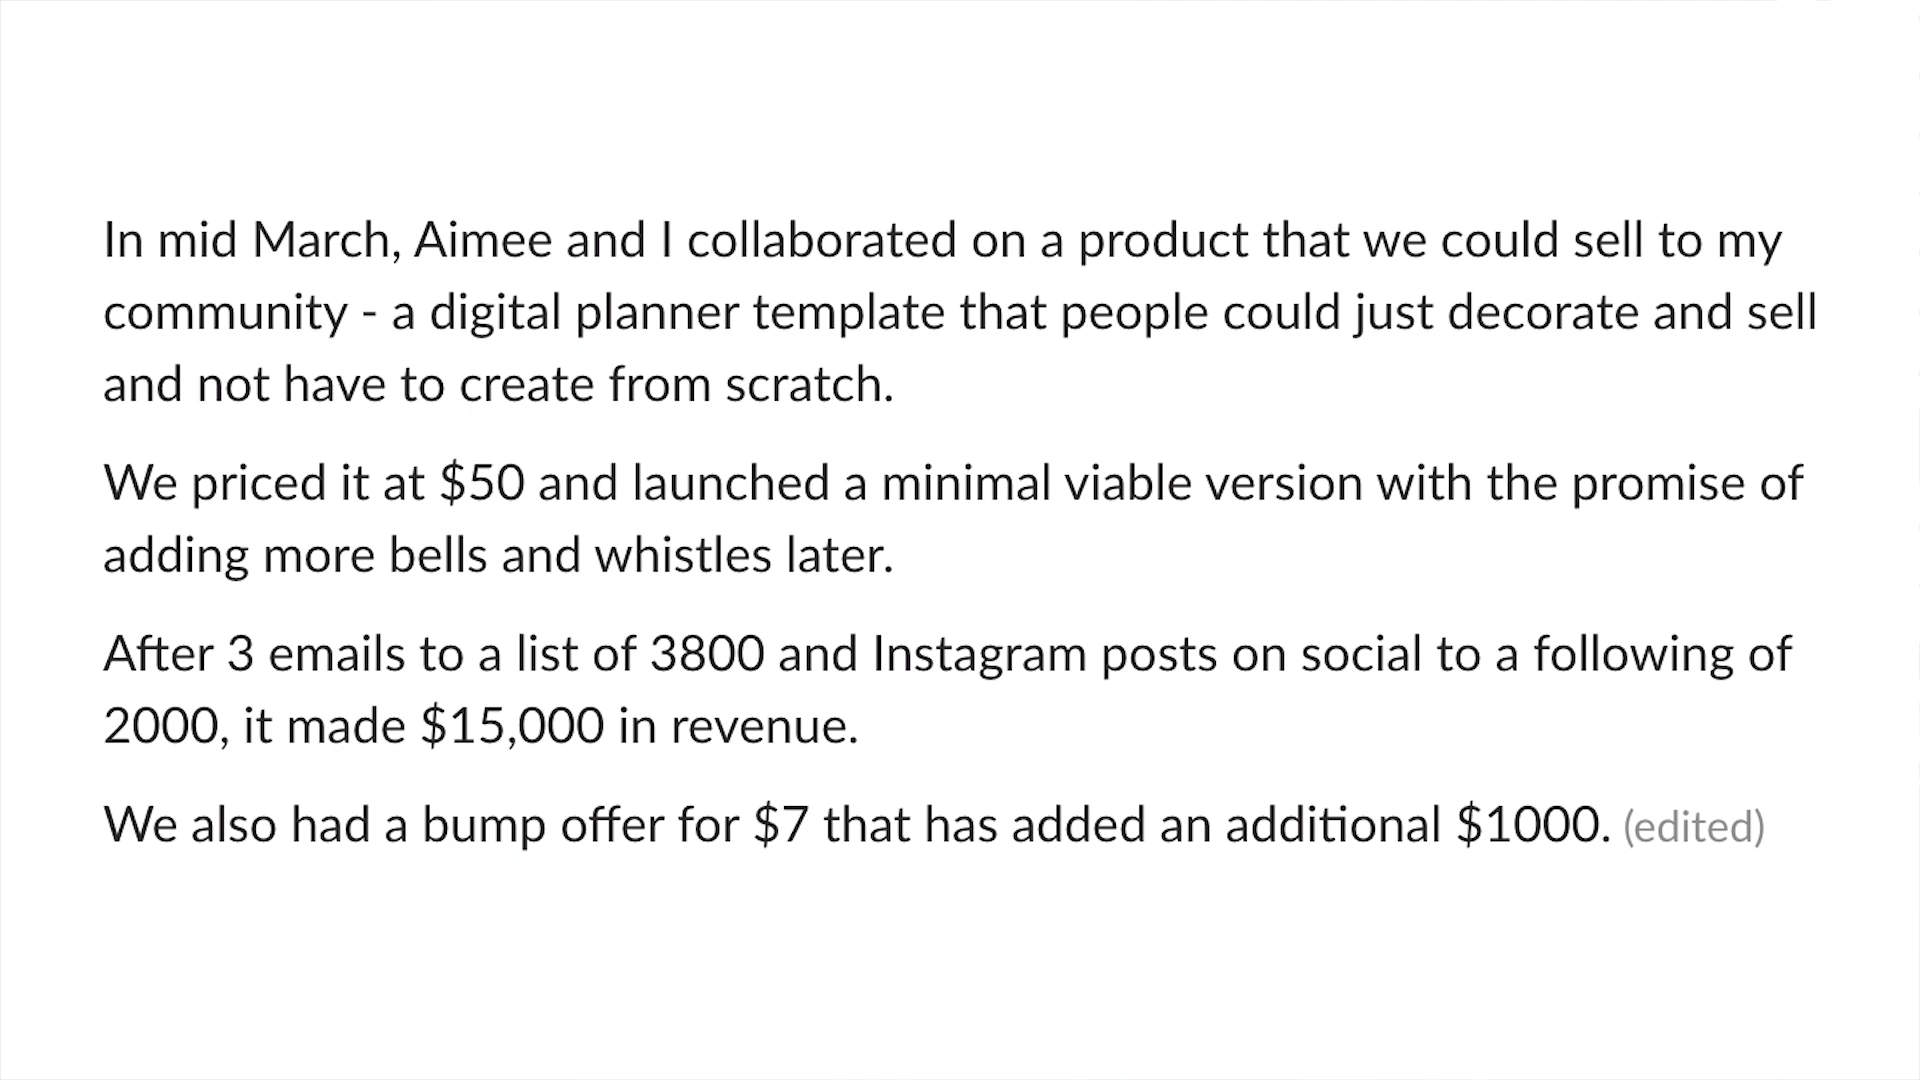 In mid March, Aimee and I collaborated on a product that we could sell to my
community - a digital planner template that people could just decorate and sell
and not have to create from scratch.
We priced it at $50 and launched a minimal viable version with the promise of
adding more bells and whistles later.
After 3 emails to a list of 3800 and Instagram posts on social to a following of
2000, it made $15,000 in revenue.
We also had a bump offer for $7 that has added an additional $1000. (edited)